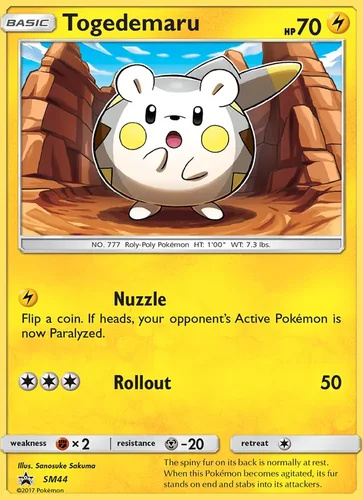 BASIC Togedemaru HP 70
NO. 777 Roly-Poly Pokémon HT: 1'00" WT: 7.3 lbs.
Nuzzle
Flip a coin. If heads, your opponent's Active Pokémon is
now Paralyzed.
Rollout 50
weakness ×2 resistance -20 retreat
Illus. Sanosuke Sakuma
SM44
©2017 Pokémon
The spiny fur on its back is normally at rest.
When this Pokémon becomes agitated, its fur
stands on end and stabs into its attackers.